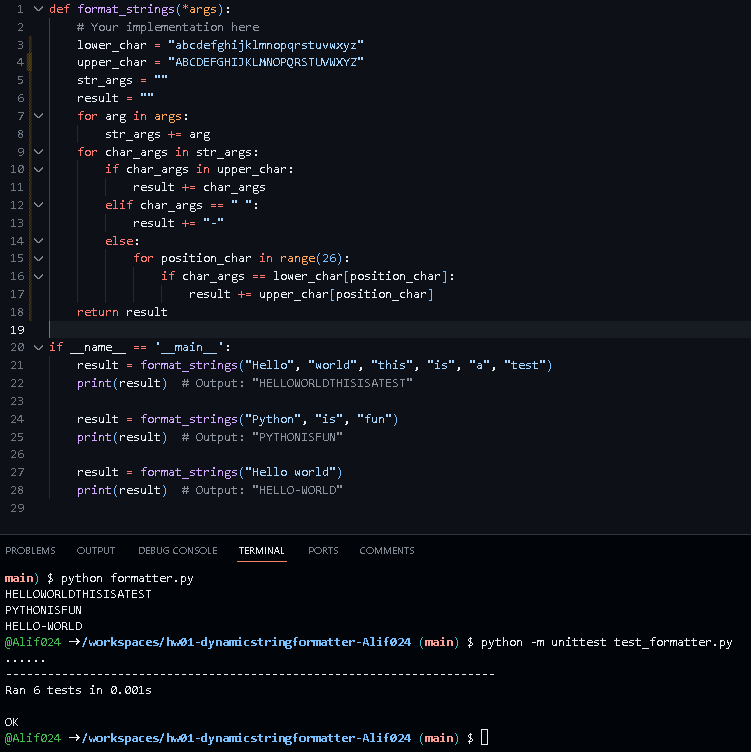 1 def format_strings(*args):
2     # Your implementation here
3     lower_char = "abcdefghijklmnopqrstuvwxyz"
4     upper_char = "ABCDEFGHIJKLMNOPQRSTUVWXYZ"
5     str_args = ""
6     result = ""
7     for arg in args:
8         str_args += arg
9     for char_args in str_args:
10         if char_args in upper_char:
11             result += char_args
12         elif char_args == " ":
13             result += "-"
14         else:
15             for position_char in range(26):
16                 if char_args == lower_char[position_char]:
17                     result += upper_char[position_char]
18     return result
19
20 if __name__ == '__main__':
21     result = format_strings("Hello", "world", "this", "is", "a", "test")
22     print(result)  # Output: "HELLOWORLDTHISISATEST"
23
24     result = format_strings("Python", "is", "fun")
25     print(result)  # Output: "PYTHONISFUN"
26
27     result = format_strings("Hello world")
28     print(result)  # Output: "HELLO-WORLD"
29
PROBLEMS OUTPUT DEBUG CONSOLE TERMINAL PORTS COMMENTS
main) $ python formatter.py
HELLOWORLDTHISISATEST
PYTHONISFUN
HELLO-WORLD
@Alif024 →/workspaces/hw01-dynamicstringformatter-Alif024 (main) $ python -m unittest test_formatter.py
......
----------------------------------------------------------------------
Ran 6 tests in 0.001s

OK
@Alif024 →/workspaces/hw01-dynamicstringformatter-Alif024 (main) $